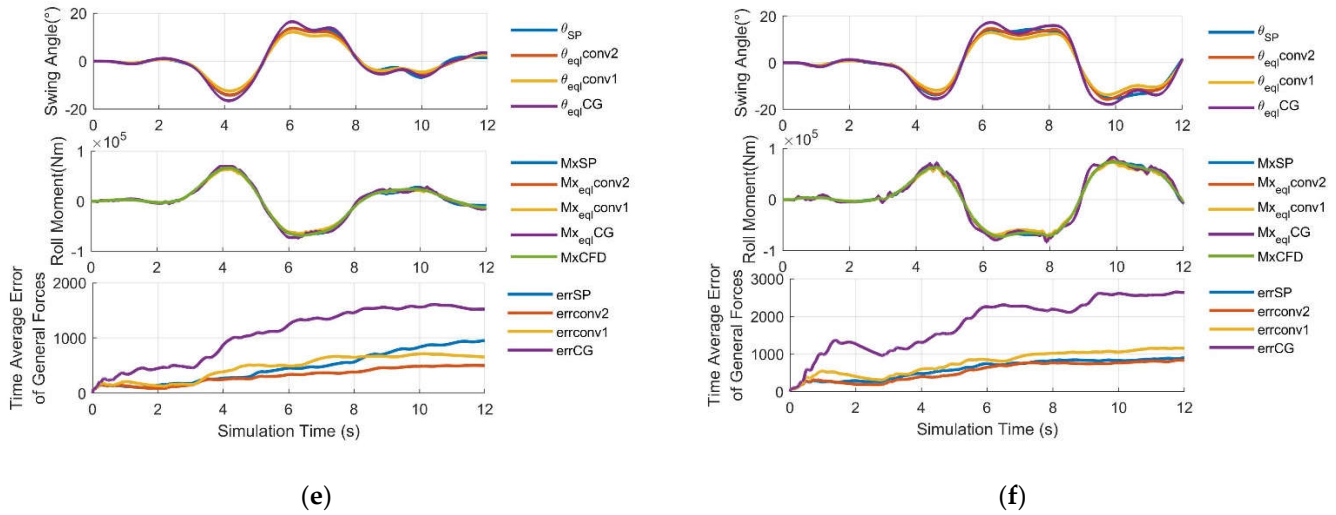 Swing Angle(°)
20
0
-20
0 2 4 6 8 10 12
θSP
θeqlconv2
θeqlconv1
θeqlCG
×10^5
Roll Moment(Nm)
1
0
-1
0 2 4 6 8 10 12
MxSP
Mxeqlconv2
Mxeqlconv1
MxeqlCG
MxCFD
Time Average Error
of General Forces
2000
1000
0
0 2 4 6 8 10 12
Simulation Time (s)
errSP
errconv2
errconv1
errCG
(e)
Swing Angle(°)
20
0
-20
0 2 4 6 8 10 12
θSP
θeqlconv2
θeqlconv1
θeqlCG
×10^5
Roll Moment(Nm)
1
0
-1
0 2 4 6 8 10 12
MxSP
Mxeqlconv2
Mxeqlconv1
MxeqlCG
MxCFD
Time Average Error
of General Forces
3000
2000
1000
0
0 2 4 6 8 10 12
Simulation Time (s)
errSP
errconv2
errconv1
errCG
(f)